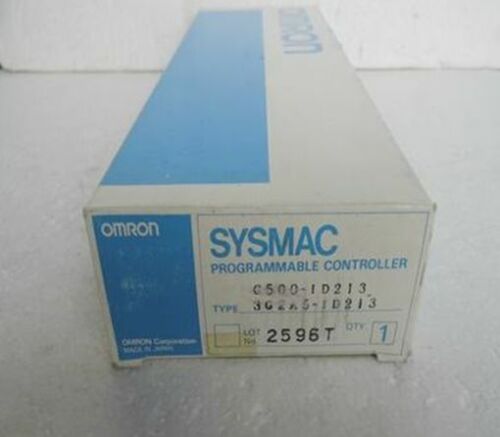 OMRON
OMRON
SYSMAC
PROGRAMMABLE CONTROLLER
C500-ID213
TYPE 3G2A5-ID213
LOT No. 2596T QTY. 1
OMRON Corporation
MADE IN JAPAN